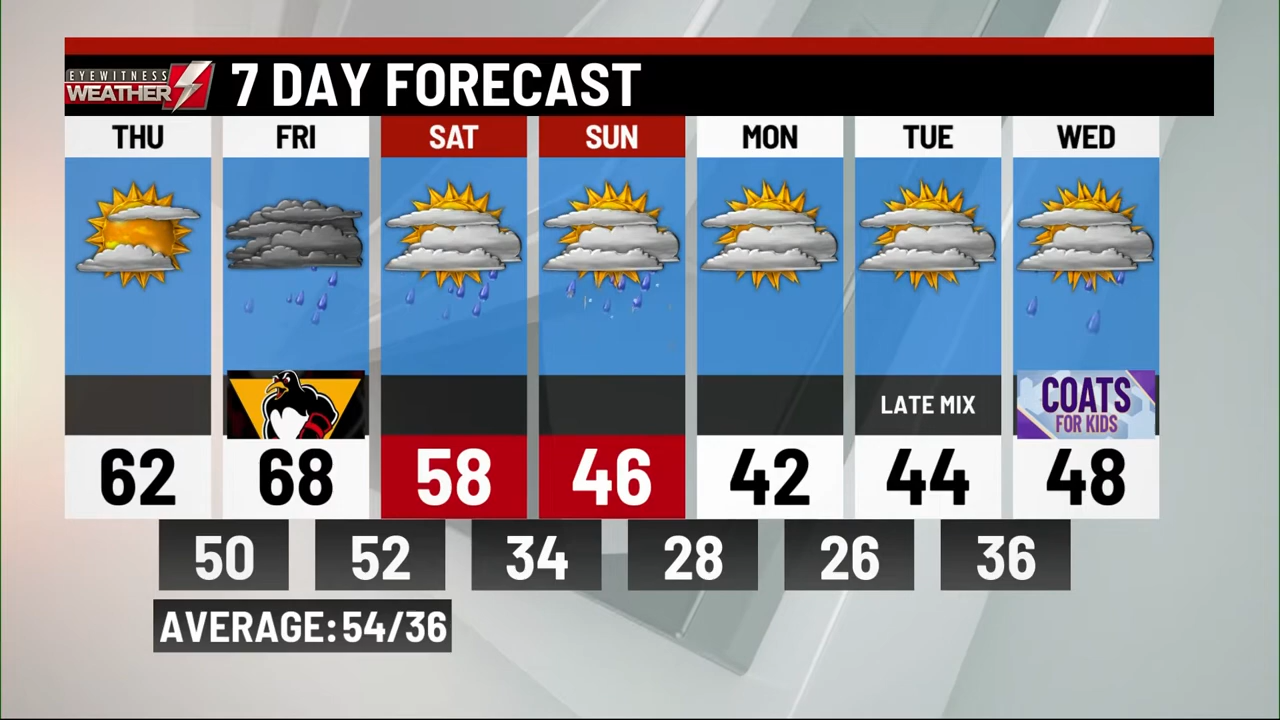 EYEWITNESS
WEATHER
7 DAY FORECAST
THU FRI SAT SUN MON TUE WED
LATE MIX
COATS
FOR KIDS
62 68 58 46 42 44 48
50 52 34 28 26 36
AVERAGE: 54/36